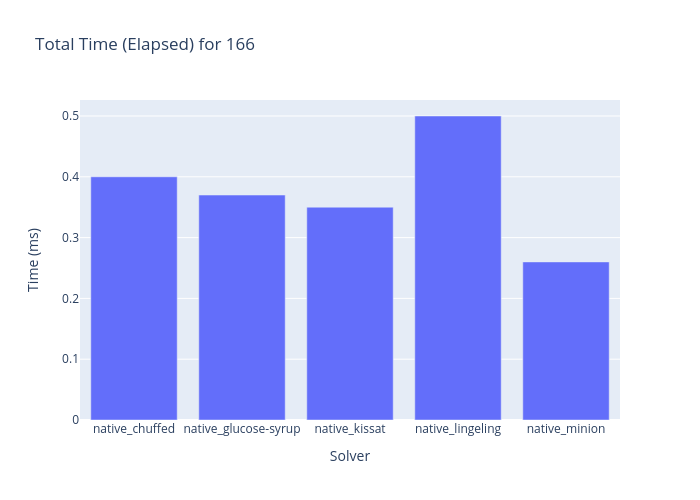 Total Time (Elapsed) for 166
Time (ms)
0.5
0.4
0.3
0.2
0.1
0
native_chuffed native_glucose-syrup native_kissat native_lingeling native_minion
Solver